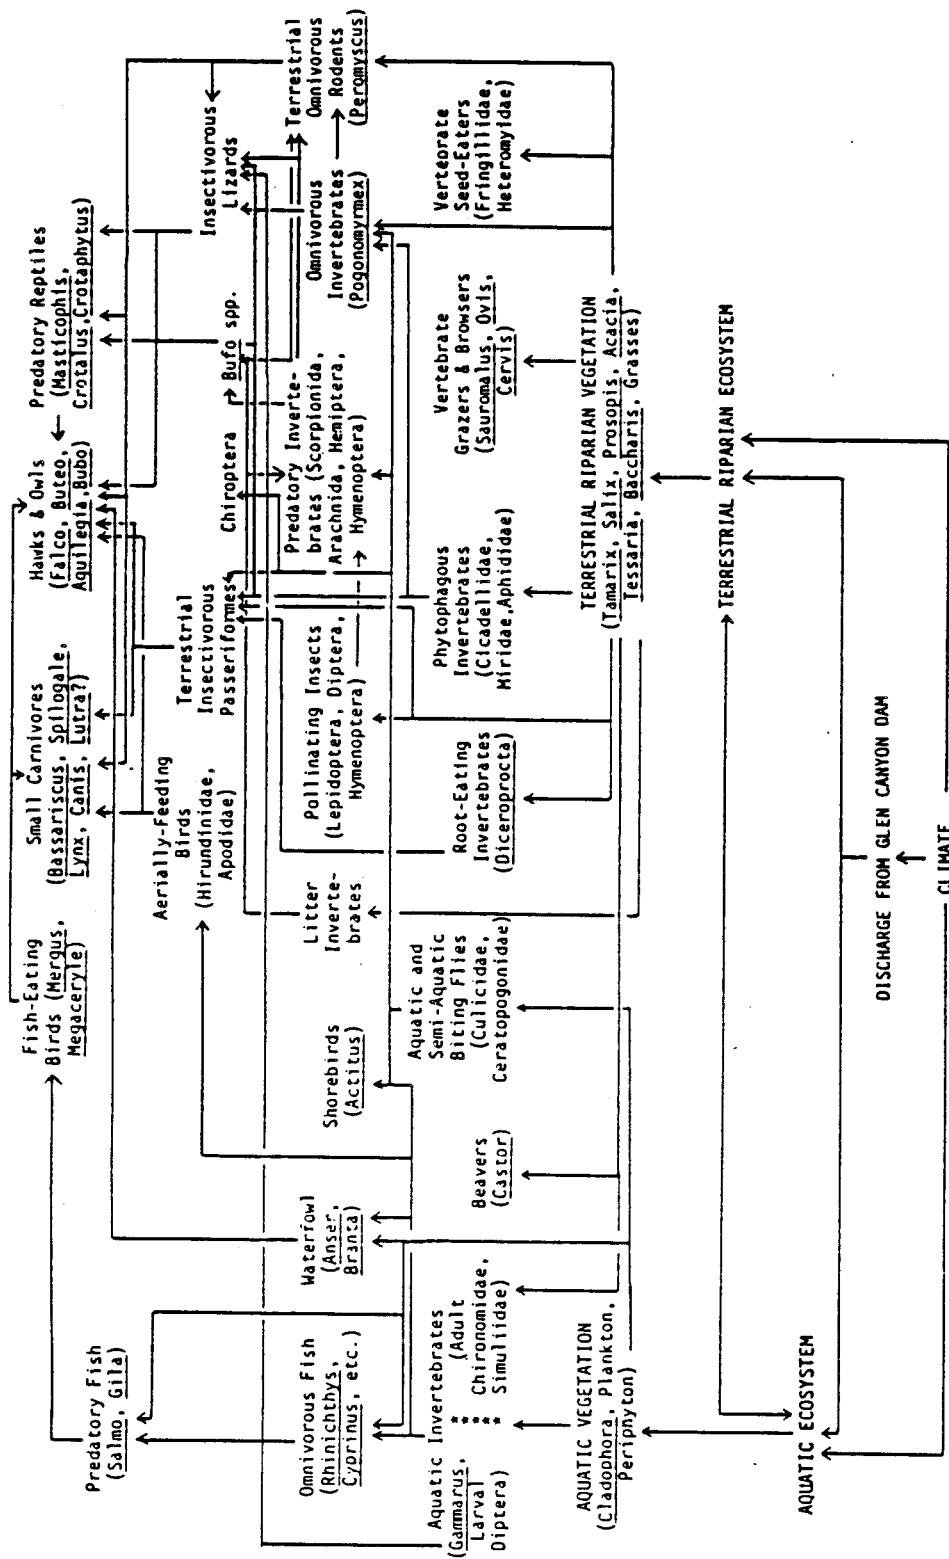 Predatory Fish
(Salmo, Gila)
Fish-Eating
Birds (Mergus,
Megaceryle)
Small Carnivores
(Bassariscus, Spilogale,
Lynx, Canis, Lutra?)
Hawks & Owls
(Falco, Buteo,
Aquilegia,Bubo)
Predatory Reptiles
(Masticophis,
Crotalus,Crotaphytus)
Aerially-Feeding
Birds
(Hirundinidae,
Apodidae)
Terrestrial
Insectivorous
Passeriformes
Chiroptera
Bufo spp.
Insectivorous
Lizards
Omnivorous Fish
(Rhinichthys,
Cyprinus, etc.)
Waterfowl
(Anser,
Branta)
Shorebirds
(Actitus)
Litter
Inverte-
brates
Pollinating Insects
(Lepidoptera, Diptera,
Hymenoptera)
Predatory Inverte-
bratas (Scorpionida,
Arachnida, Hemiptera,
Hymenoptera)
Omnivorous
Invertebrates
(Pogonomyrmex)
Terrestrial
Omnivorous
Rodents
(Peromyscus)
Aquatic Invertebrates
(Gammarus,
Larval
Diptera)
* * * * *
* * * * *
(Adult
Chironomidae,
Simuliidae)
Beavers
(Castor)
Aquatic and
Semi-Aquatic
Biting Flies
(Culicidae,
Ceratopogonidae)
Root-Eating
Invertebrates
(Diceroprocta)
Phytophagous
Invertebrates
(Cicadellidae,
Miridae,Aphididae)
Vertebrate
Grazers & Browsers
(Sauromalus, Ovis,
Cervis)
Verteorate
Seed-Eaters
(Fringillidae,
Heteromyidae)
AQUATIC VEGETATION
(Cladophora, Plankton,
Periphyton)
TERRESTRIAL RIPARIAN VEGETATION
(Tamarix, Salix, Prosopis, Acacia,
Tessaria, Baccharis, Grasses)
AQUATIC ECOSYSTEM
TERRESTRIAL RIPARIAN ECOSYSTEM
DISCHARGE FROM GLEN CANYON DAM
CLIMATE